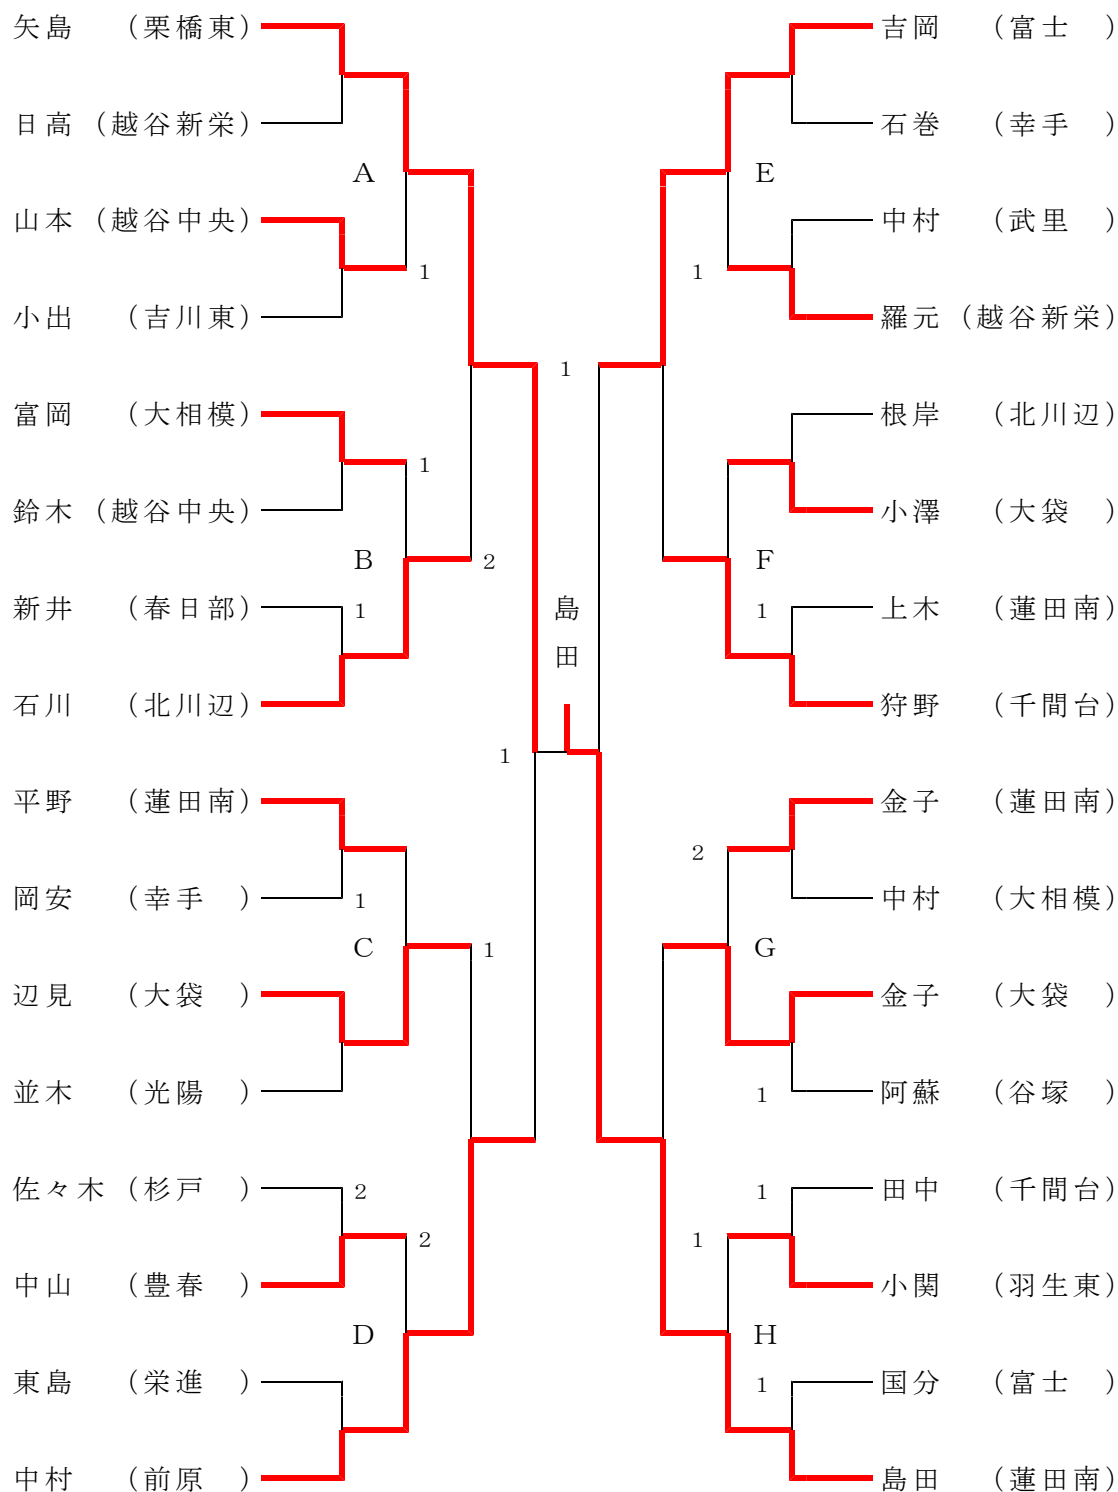 矢島 （栗橋東） 吉岡 （富士　）
日高 （越谷新栄） 石巻 （幸手　）
A E
山本 （越谷中央） 中村 （武里　）
1 1
小出 （吉川東） 羅元 （越谷新栄）
1
富岡 （大相模） 根岸 （北川辺）
1
鈴木 （越谷中央） 小澤 （大袋　）
B 2 F
新井 （春日部） 1 島 1 上木 （蓮田南）
田
石川 （北川辺） 狩野 （千間台）
1
平野 （蓮田南） 金子 （蓮田南）
2
岡安 （幸手　） 1 中村 （大相模）
C 1 G
辺見 （大袋　） 金子 （大袋　）
並木 （光陽　） 1 阿蘇 （谷塚　）
佐々木 （杉戸　） 2 1 田中 （千間台）
2 1
中山 （豊春　） 小関 （羽生東）
D H
東島 （栄進　） 1 国分 （富士　）
中村 （前原　） 島田 （蓮田南）